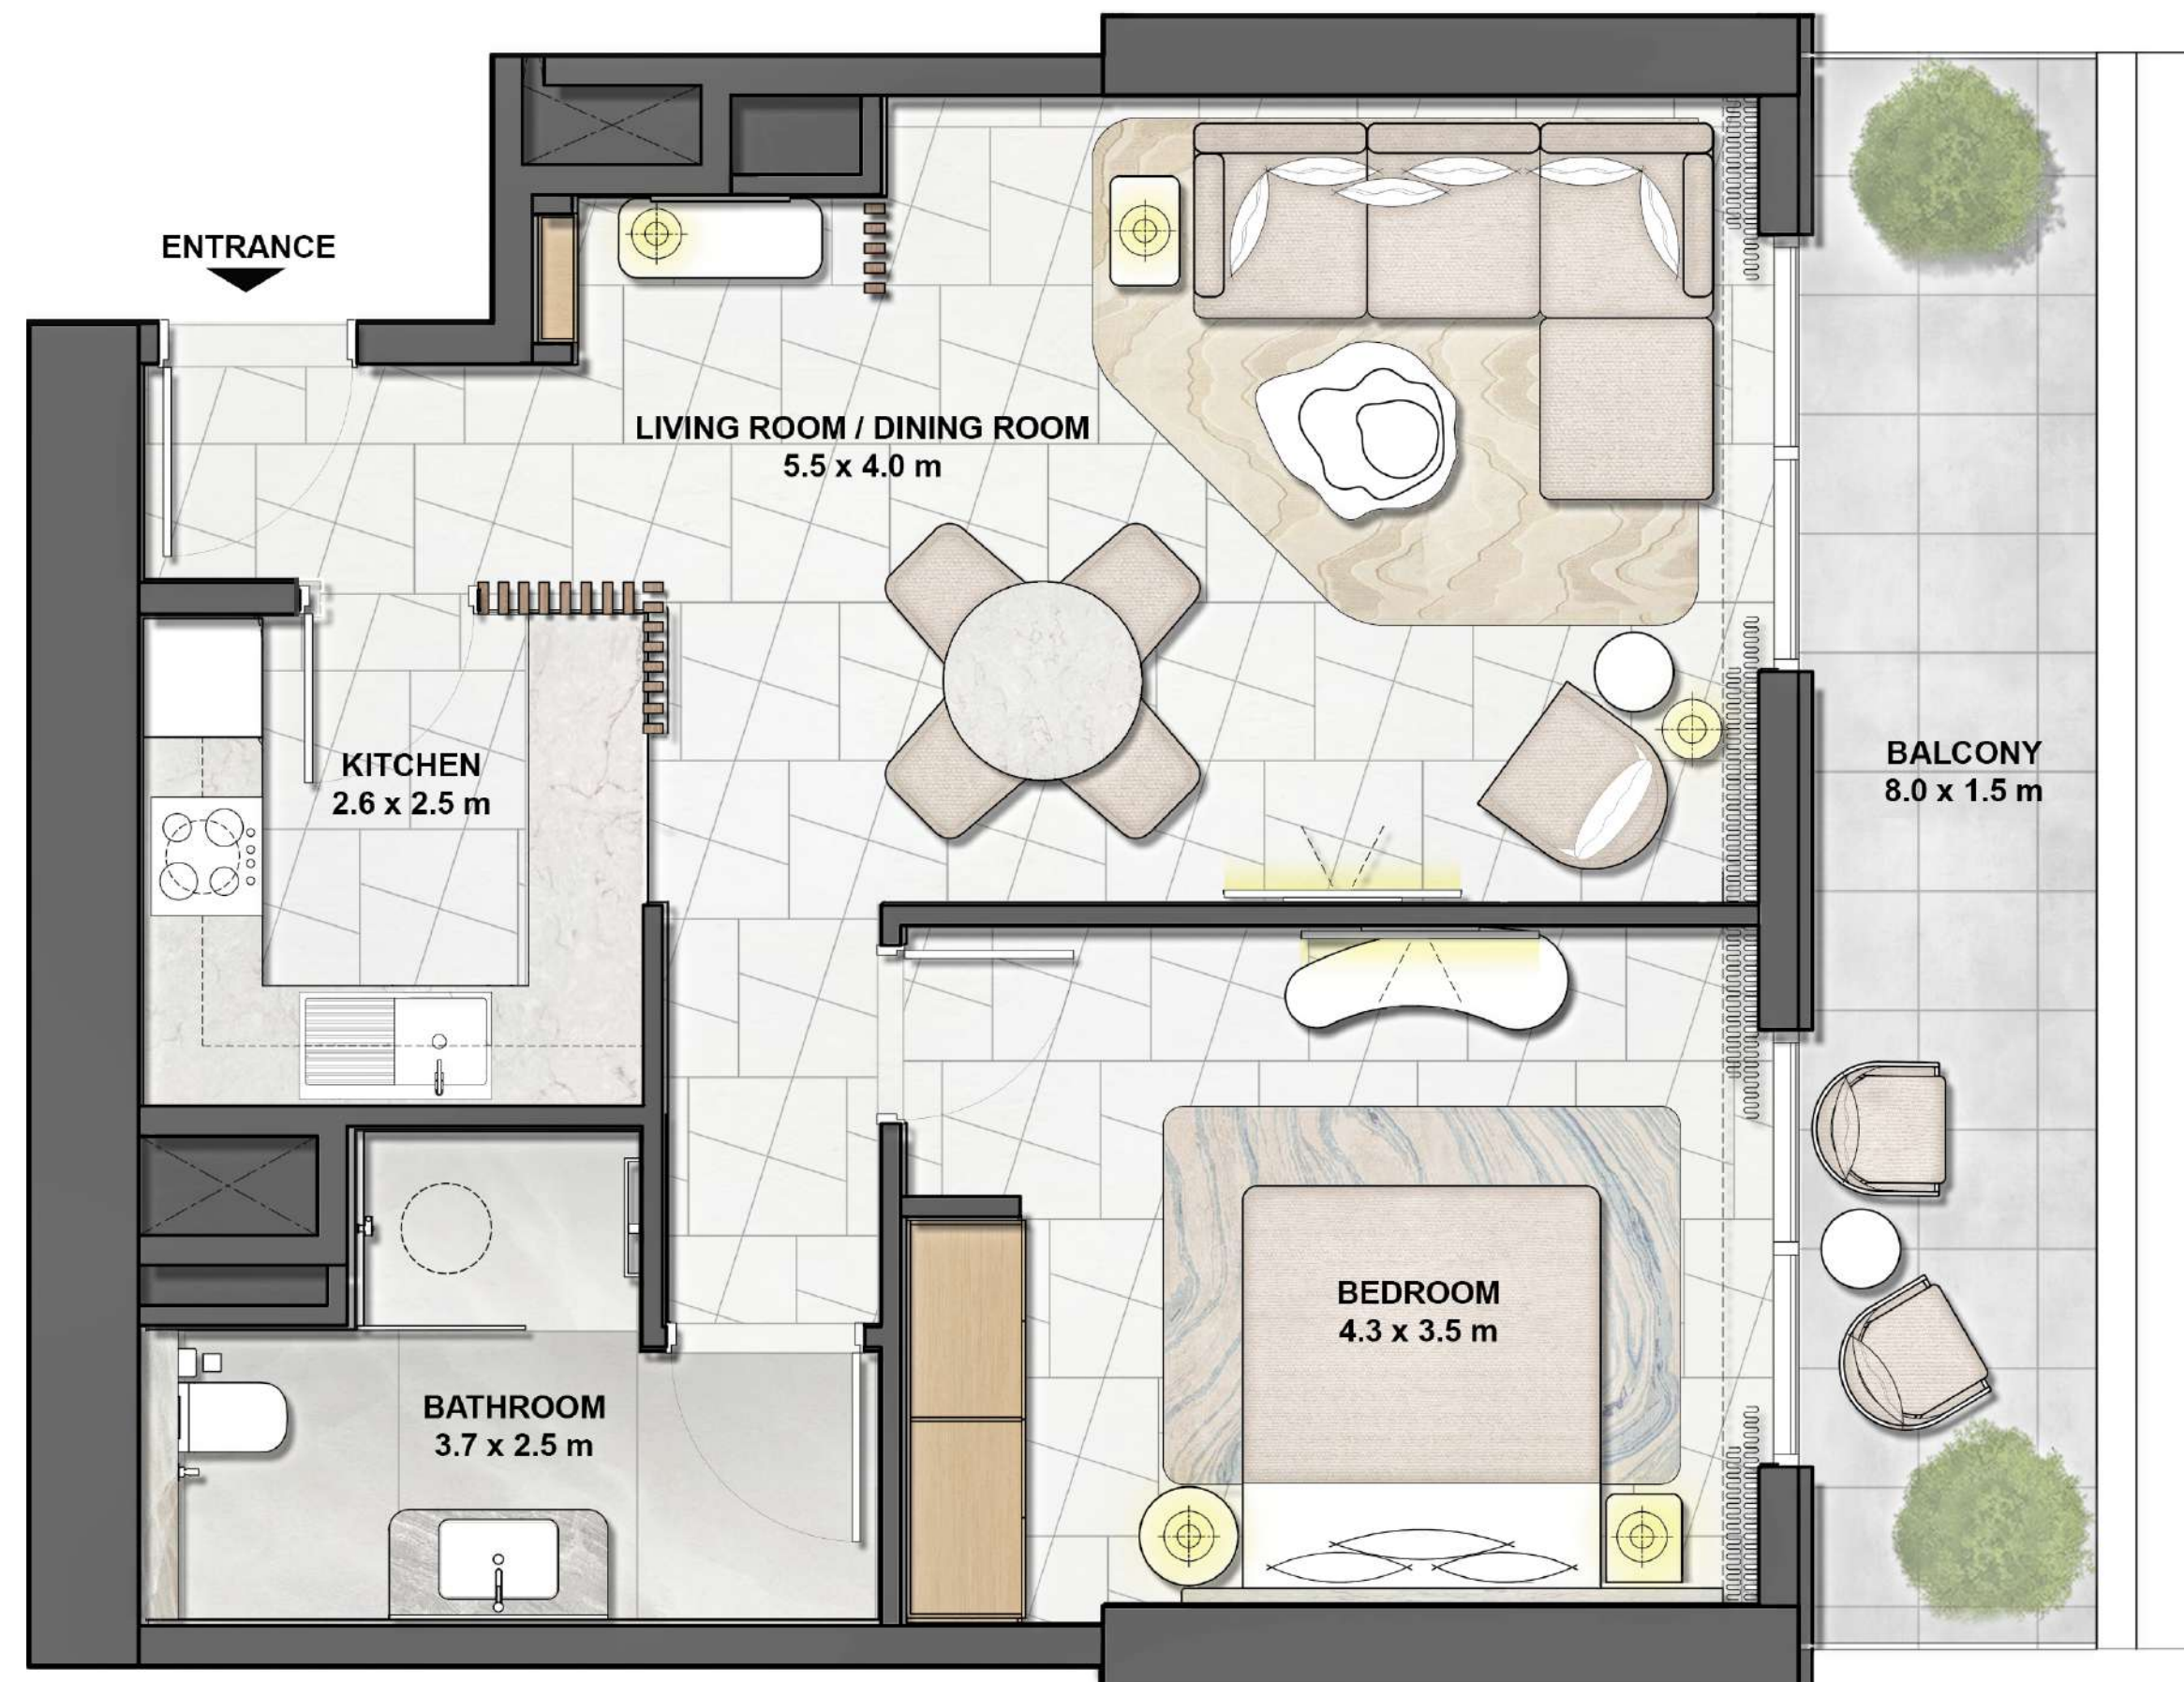 ENTRANCE
LIVING ROOM / DINING ROOM
5.5 x 4.0 m
KITCHEN
2.6 x 2.5 m
BALCONY
8.0 x 1.5 m
BEDROOM
4.3 x 3.5 m
BATHROOM
3.7 x 2.5 m